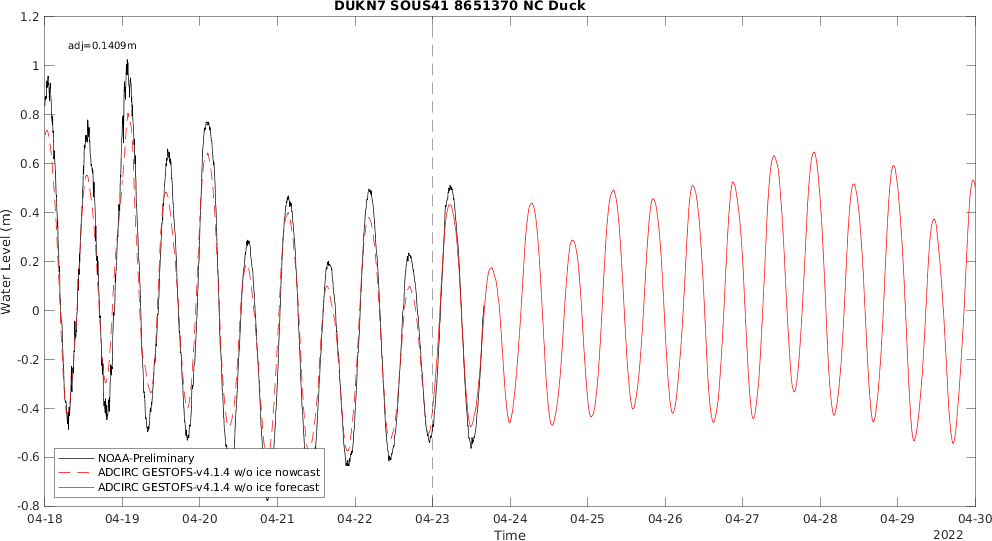 DUKN7 SOUS41 8651370 NC Duck
1.2
1
0.8
0.6
0.4
0.2
0
-0.2
-0.4
-0.6
-0.8
Water Level (m)
adj=0.1409m
NOAA-Preliminary
ADCIRC GESTOFS-v4.1.4 w/o ice nowcast
ADCIRC GESTOFS-v4.1.4 w/o ice forecast
04-18 04-19 04-20 04-21 04-22 04-23 04-24 04-25 04-26 04-27 04-28 04-29 04-30
Time
2022